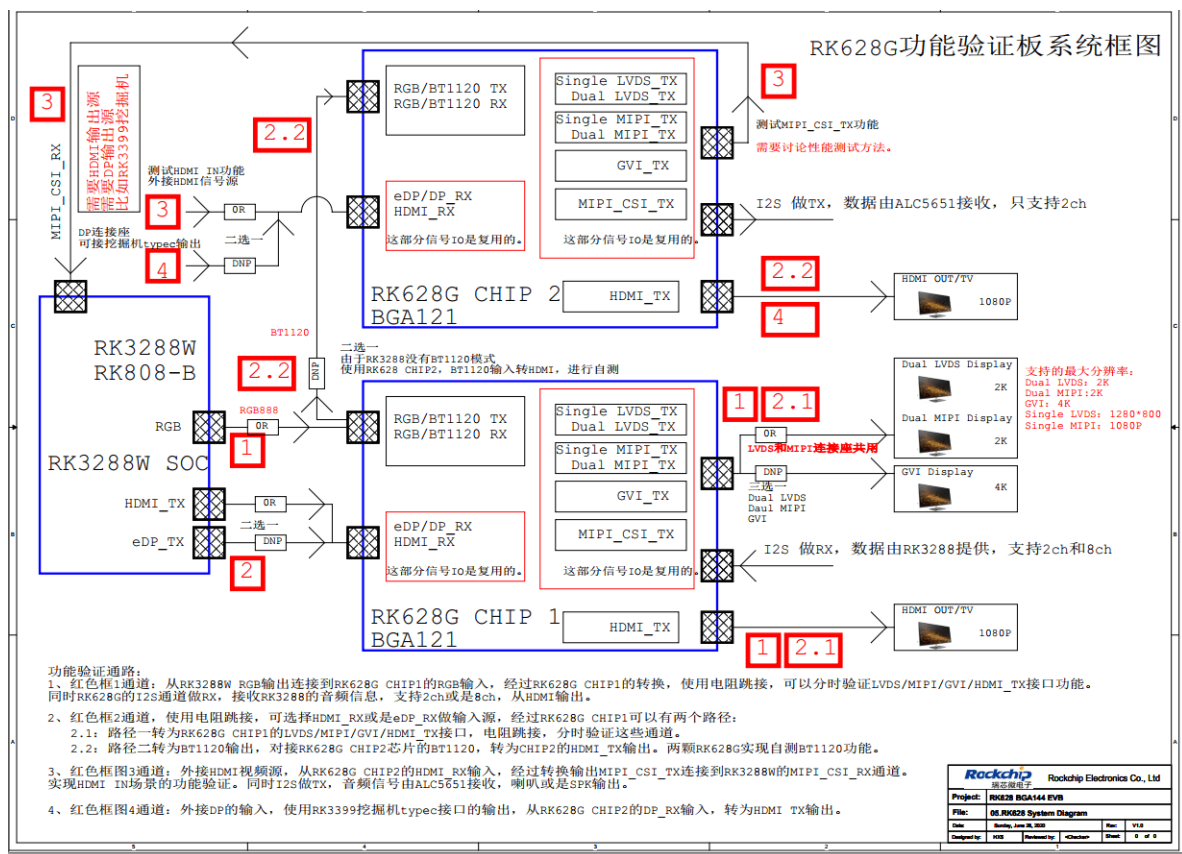 RK628G功能验证板系统框图
3
需要HDMI输出源
需要DP输出源
比如RK3399挖掘机
MIPI_CSI_RX
测试HDMI IN功能
外接HDMI信号源
3
0R
DP连接座
可接挖掘机typec输出
二选一
4
DNP
2.2
RGB/BT1120 TX
RGB/BT1120 RX
eDP/DP_RX
HDMI_RX
这部分信号IO是复用的。
Single LVDS_TX
Dual LVDS_TX
Single MIPI_TX
Dual MIPI_TX
GVI_TX
MIPI_CSI_TX
这部分信号IO是复用的。
RK628G CHIP 2
BGA121
HDMI_TX
3
测试MIPI_CSI_TX功能
需要讨论性能测试方法。
I2S 做TX, 数据由ALC5651接收, 只支持2ch
2.2
4
HDMI OUT/TV
1080P
RK3288W
RK808-B
RGB
RK3288W SOC
HDMI_TX
eDP_TX
BT1120
2.2
DNP
二选一
由于RK3288没有BT1120模式
使用RK628 CHIP2, BT1120输入转HDMI, 进行自测
RGB888
0R
1
0R
二选一
DNP
2
RGB/BT1120 TX
RGB/BT1120 RX
eDP/DP_RX
HDMI_RX
这部分信号IO是复用的。
Single LVDS_TX
Dual LVDS_TX
Single MIPI_TX
Dual MIPI_TX
GVI_TX
MIPI_CSI_TX
这部分信号IO是复用的。
RK628G CHIP 1
BGA121
HDMI_TX
1
2.1
0R
LVDS和MIPI连接座共用
DNP
三选一
Dual LVDS
Daul MIPI
GVI
Dual LVDS Display
2K
Dual MIPI Display
2K
GVI Display
4K
支持的最大分辨率:
Dual LVDS: 2K
Dual MIPI:2K
GVI: 4K
Single LVDS: 1280*800
Single MIPI: 1080P
I2S 做RX, 数据由RK3288提供, 支持2ch和8ch
1
2.1
HDMI OUT/TV
1080P
功能验证通路:
1、红色框1通道: 从RK3288W RGB输出连接到RK628G CHIP1的RGB输入, 经过RK628G CHIP1的转换, 使用电阻跳接, 可以分时验证LVDS/MIPI/GVI/HDMI_TX接口功能。
同时RK628G的I2S通道做RX, 接收RK3288的音频信息, 支持2ch或是8ch, 从HDMI输出。
2、红色框2通道, 使用电阻跳接, 可选择HDMI_RX或是eDP_RX做输入源, 经过RK628G CHIP1可以有两个路径:
2.1: 路径一转为RK628G CHIP1的LVDS/MIPI/GVI/HDMI_TX接口, 电阻跳接, 分时验证这些通道。
2.2: 路径二转为BT1120输出, 对接RK628G CHIP2芯片的BT1120, 转为CHIP2的HDMI_TX输出。两颗RK628G实现自测BT1120功能。
3、红色框图3通道: 外接HDMI视频源, 从RK628G CHIP2的HDMI_RX输入, 经过转换输出MIPI_CSI_TX连接到RK3288W的MIPI_CSI_RX通道。
实现HDMI IN场景的功能验证。同时I2S做TX, 音频信号由ALC5651接收, 喇叭或是SPK输出。
4、红色框图4通道: 外接DP的输入, 使用RK3399挖掘机typec接口的输出, 从RK628G CHIP2的DP_RX输入, 转为HDMI TX输出。
Rockchip
瑞芯微电子
Rockchip Electronics Co., Ltd
Project: RK628 BGA144 EVB
File: 05.RK628 System Diagram
Date: Sunday, June 28, 2020 Rev: V1.0
Designed by: HXS Reviewed by: <Checker> Sheet: 0 of 0